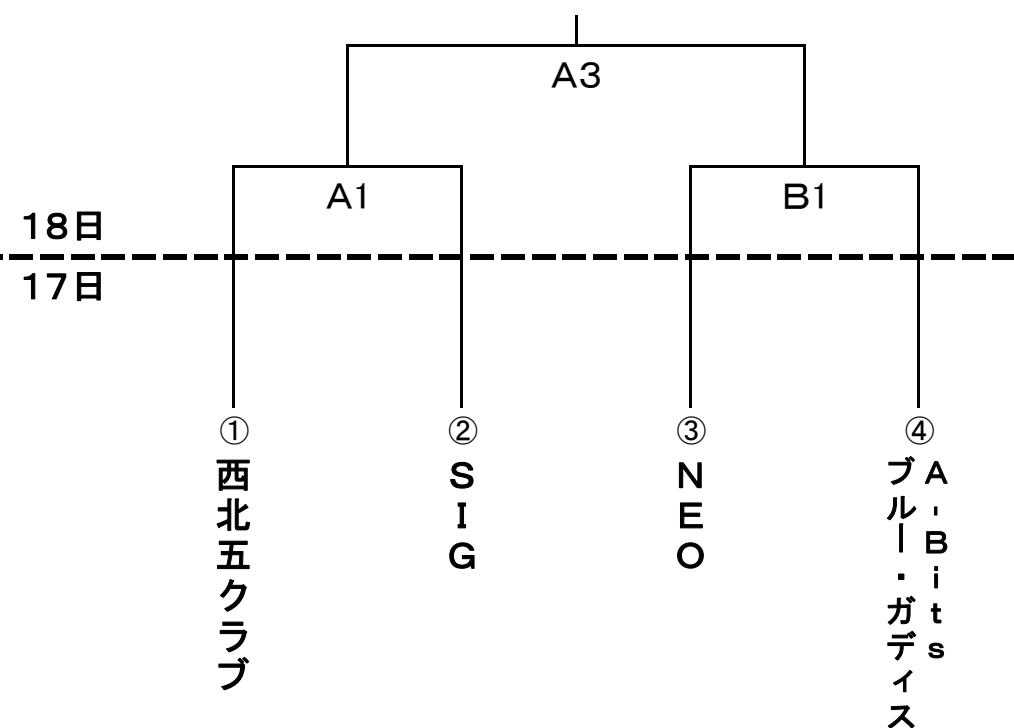 A3
A1
B1
18日
17日
①
西北五クラブ
②
SIG
③
NEO
④
A-Bits
ブルー・ガディス